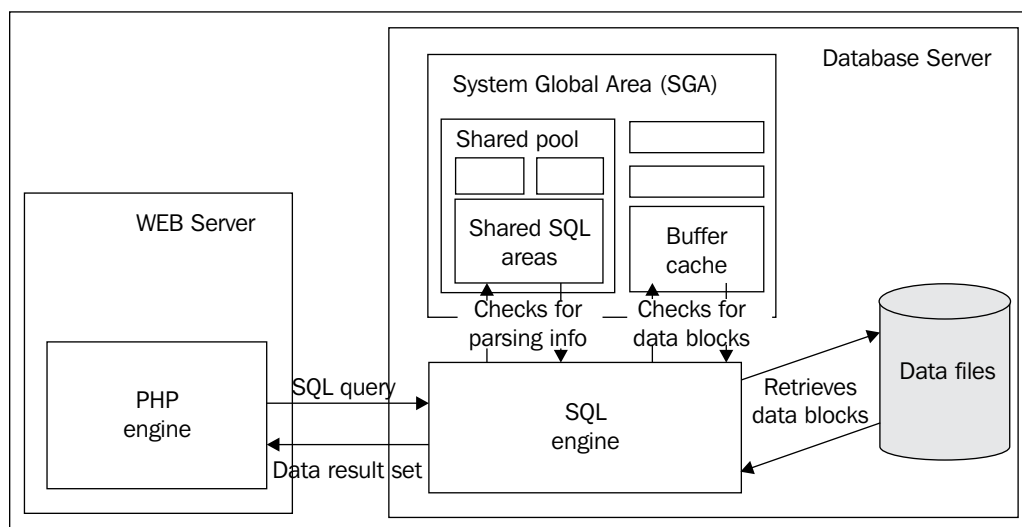 Database Server
System Global Area (SGA)
Shared pool
Shared SQL
areas
Buffer
cache
WEB Server
Checks for
parsing info
Checks for
data blocks
PHP
engine
SQL query
Data result set
SQL
engine
Retrieves
data blocks
Data files